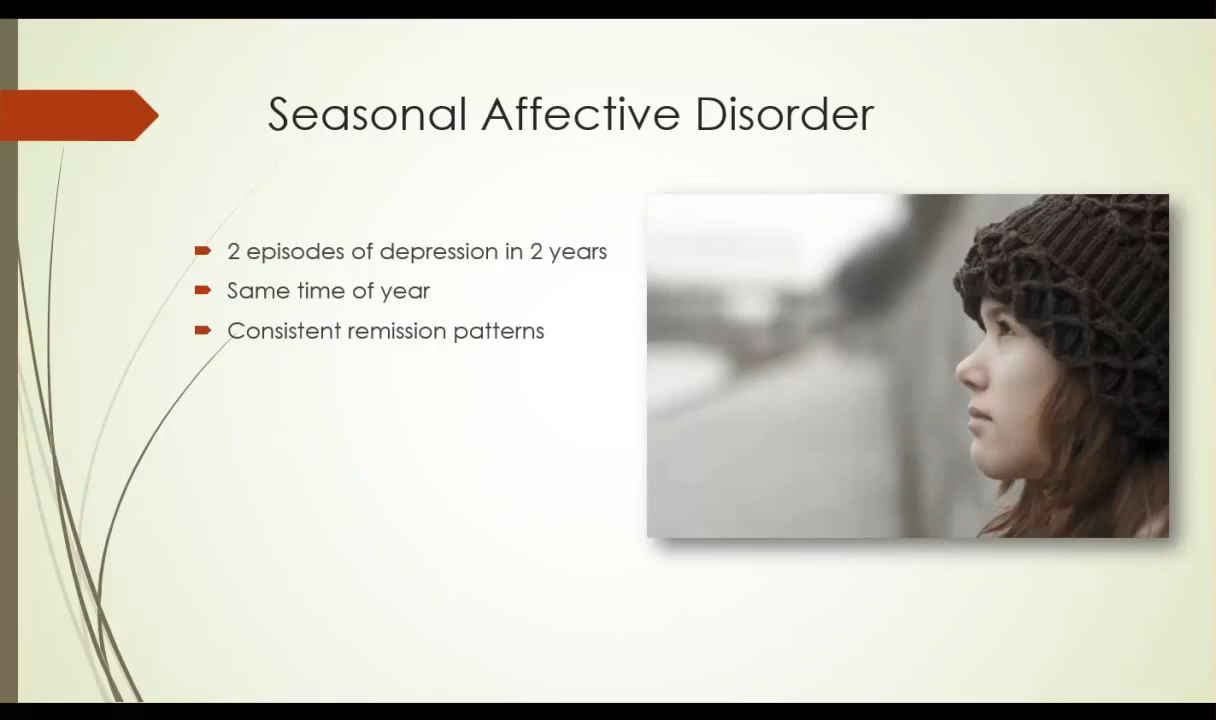 Seasonal Affective Disorder
2 episodes of depression in 2 years
Same time of year
Consistent remission patterns